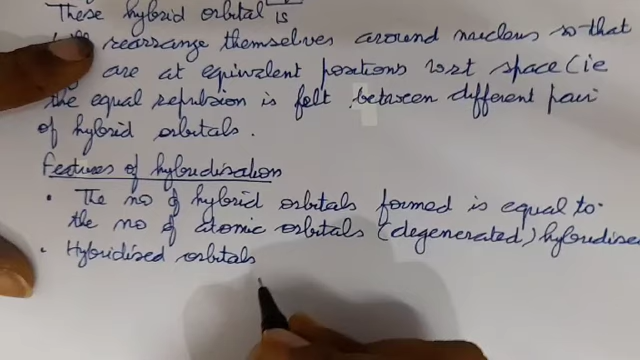 These hybrid orbital is
rearrange themselves around nucleus so that
are at equivalent positions wrt space (ie
the equal repulsion is felt between different pair
of hybrid orbitals.
Features of hybridisation
• The no of hybrid orbitals formed is equal to
the no of atomic orbitals (degenerated) hybridised
• Hybridised orbitals